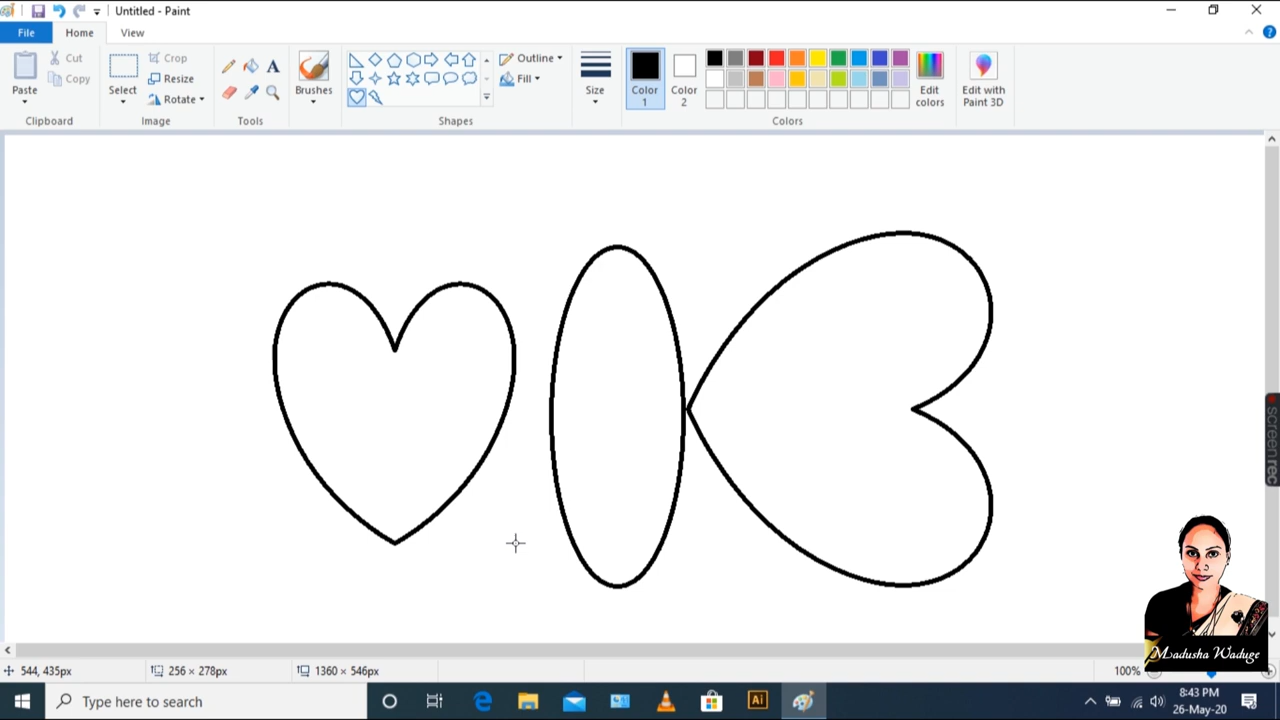 Untitled - Paint
File
Home
View
Paste
Cut
Copy
Clipboard
Select
Crop
Resize
Rotate
Image
A
Tools
Brushes
Outline
Fill
Shapes
Size
Color 1
Color 2
Edit colors
Colors
Edit with Paint 3D
screenrec
Madusha Waduge
544, 435px
256 × 278px
1360 × 546px
100%
Type here to search
Ai
8:43 PM
26-May-20